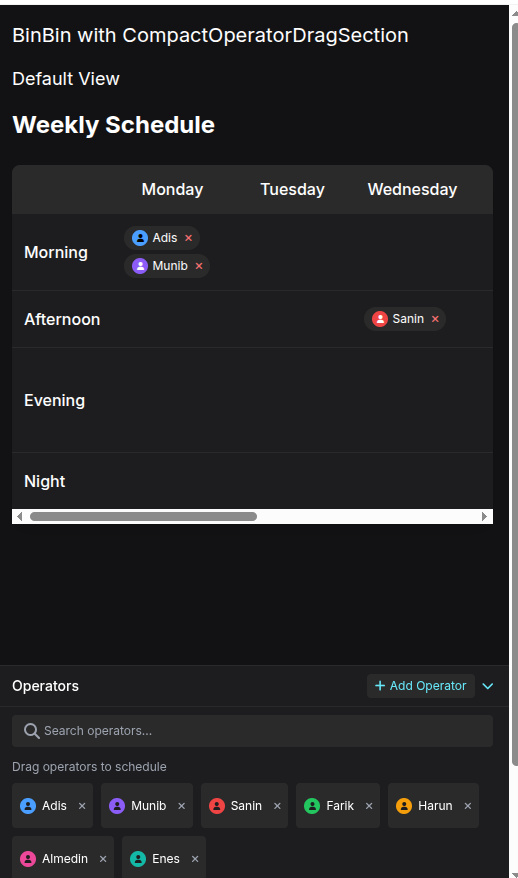 BinBin with CompactOperatorDragSection
Default View
Weekly Schedule
Monday Tuesday Wednesday
Morning Adis ×
Munib ×
Afternoon Sanin ×
Evening
Night
Operators + Add Operator
Search operators...
Drag operators to schedule
Adis × Munib × Sanin × Farik × Harun ×
Almedin × Enes ×